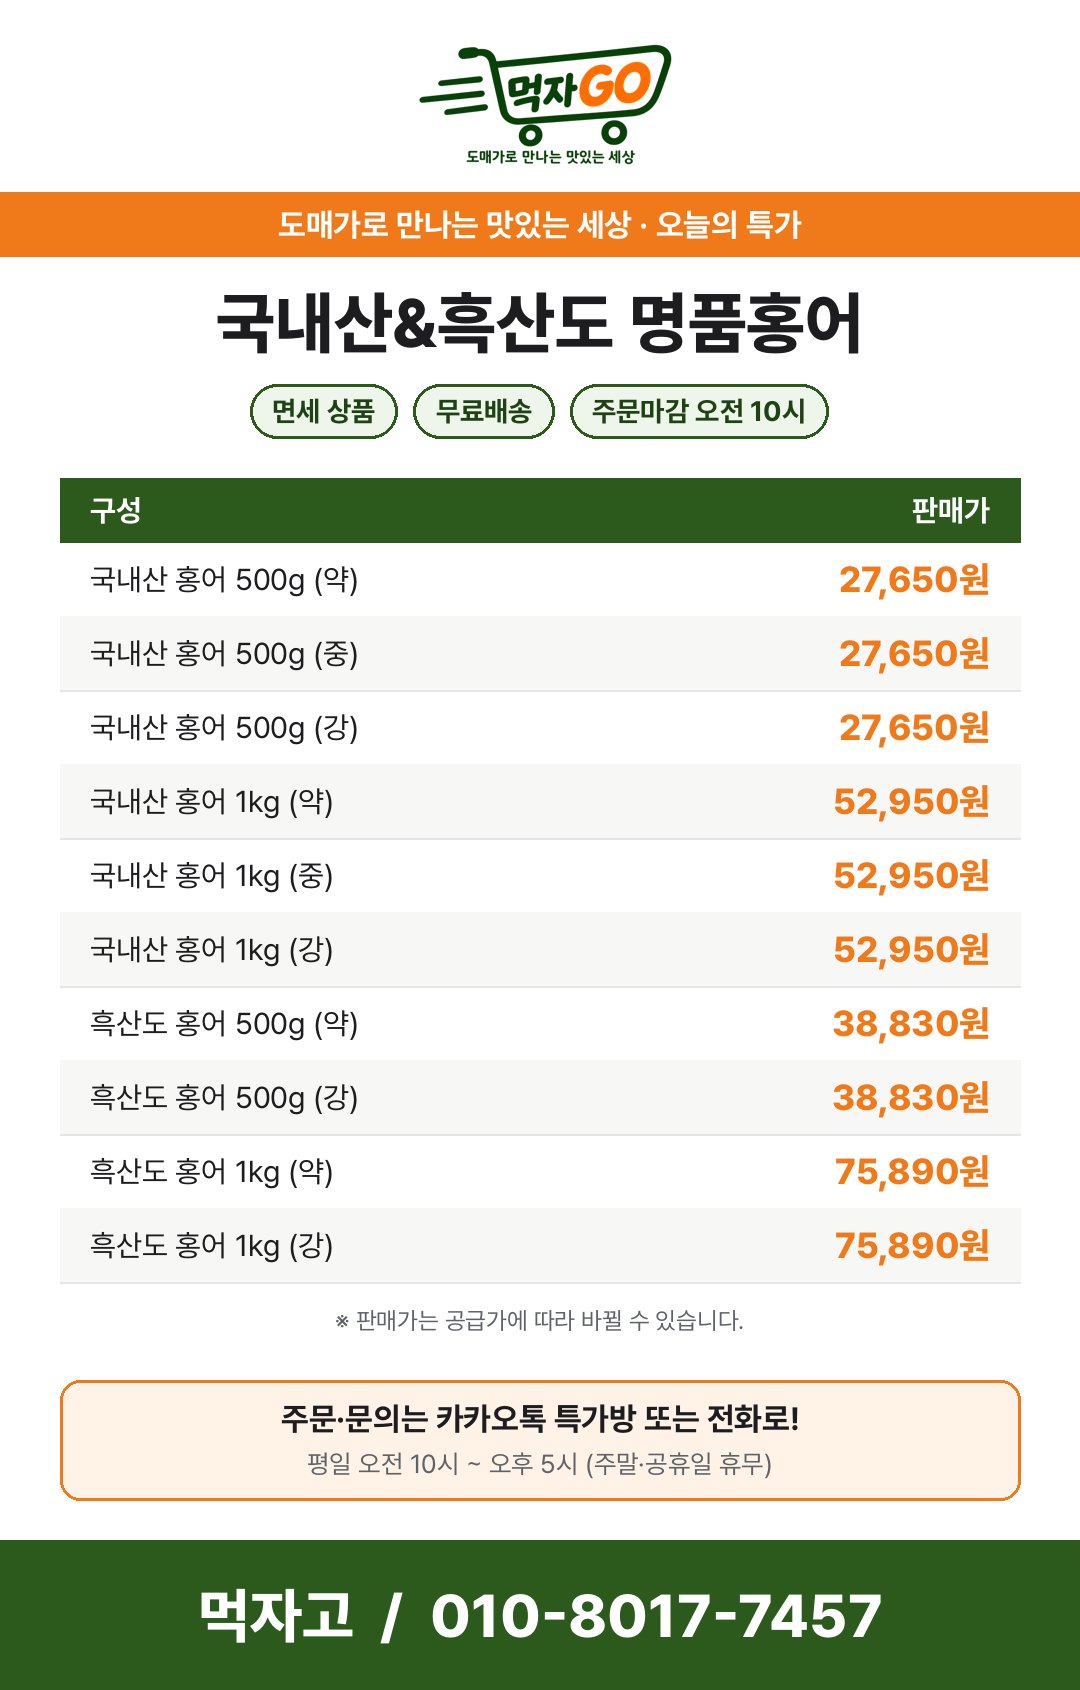 먹자GO
도매가로 만나는 맛있는 세상
도매가로 만나는 맛있는 세상 · 오늘의 특가
국내산&흑산도 명품홍어
면세 상품 무료배송 주문마감 오전 10시
구성 판매가
국내산 홍어 500g (약) 27,650원
국내산 홍어 500g (중) 27,650원
국내산 홍어 500g (강) 27,650원
국내산 홍어 1kg (약) 52,950원
국내산 홍어 1kg (중) 52,950원
국내산 홍어 1kg (강) 52,950원
흑산도 홍어 500g (약) 38,830원
흑산도 홍어 500g (강) 38,830원
흑산도 홍어 1kg (약) 75,890원
흑산도 홍어 1kg (강) 75,890원
※ 판매가는 공급가에 따라 바뀔 수 있습니다.
주문·문의는 카카오톡 특가방 또는 전화로!
평일 오전 10시 ~ 오후 5시 (주말·공휴일 휴무)
먹자고 / 010-8017-7457